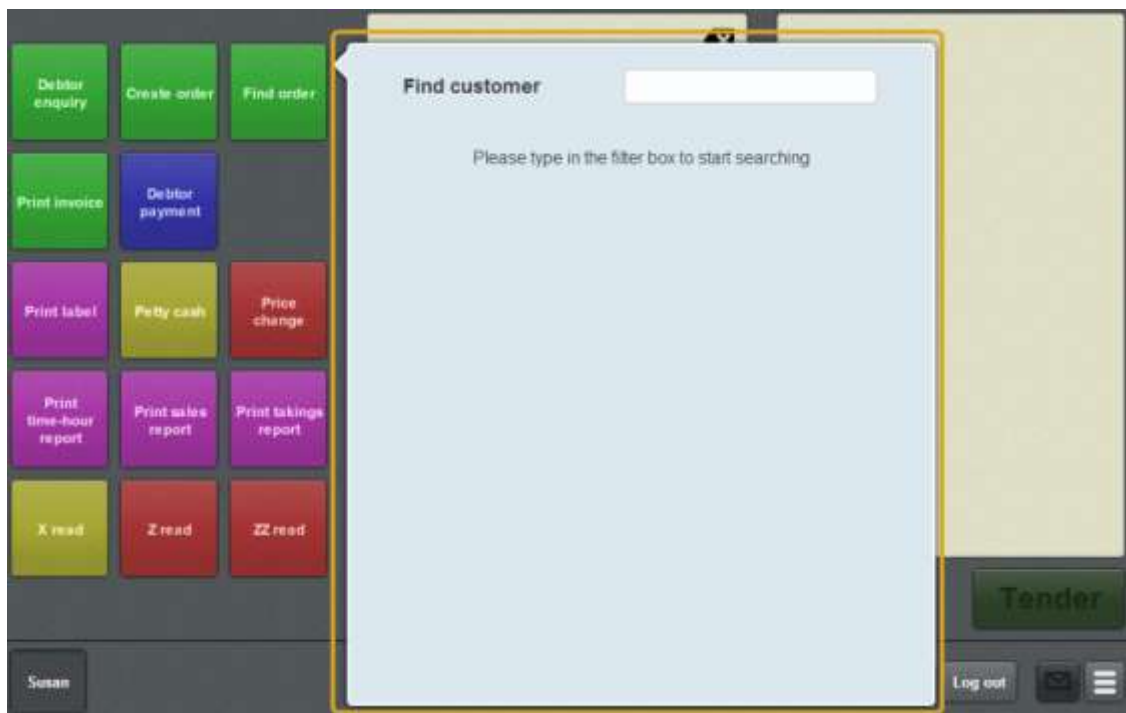 Debtor
enquiry
Create order
Find order
Find customer
Please type in the filter box to start searching
Print invoice
Debtor
payment
Print label
Petty cash
Price
change
Print
time-hour
report
Print sales
report
Print takings
report
X read
Z read
ZZ read
Tender
Susan
Log out